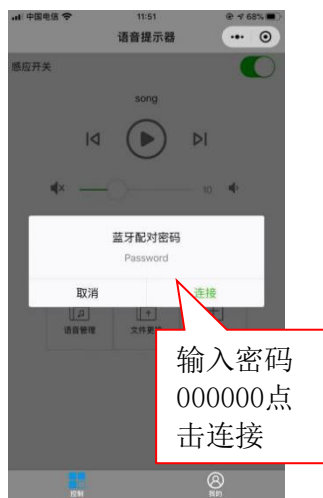 中国电信 11:51 68%
语音提示器
感应开关
song
10
蓝牙配对密码
Password
取消 连接
语音管理 文件更
输入密码
000000点
击连接
控制 我的